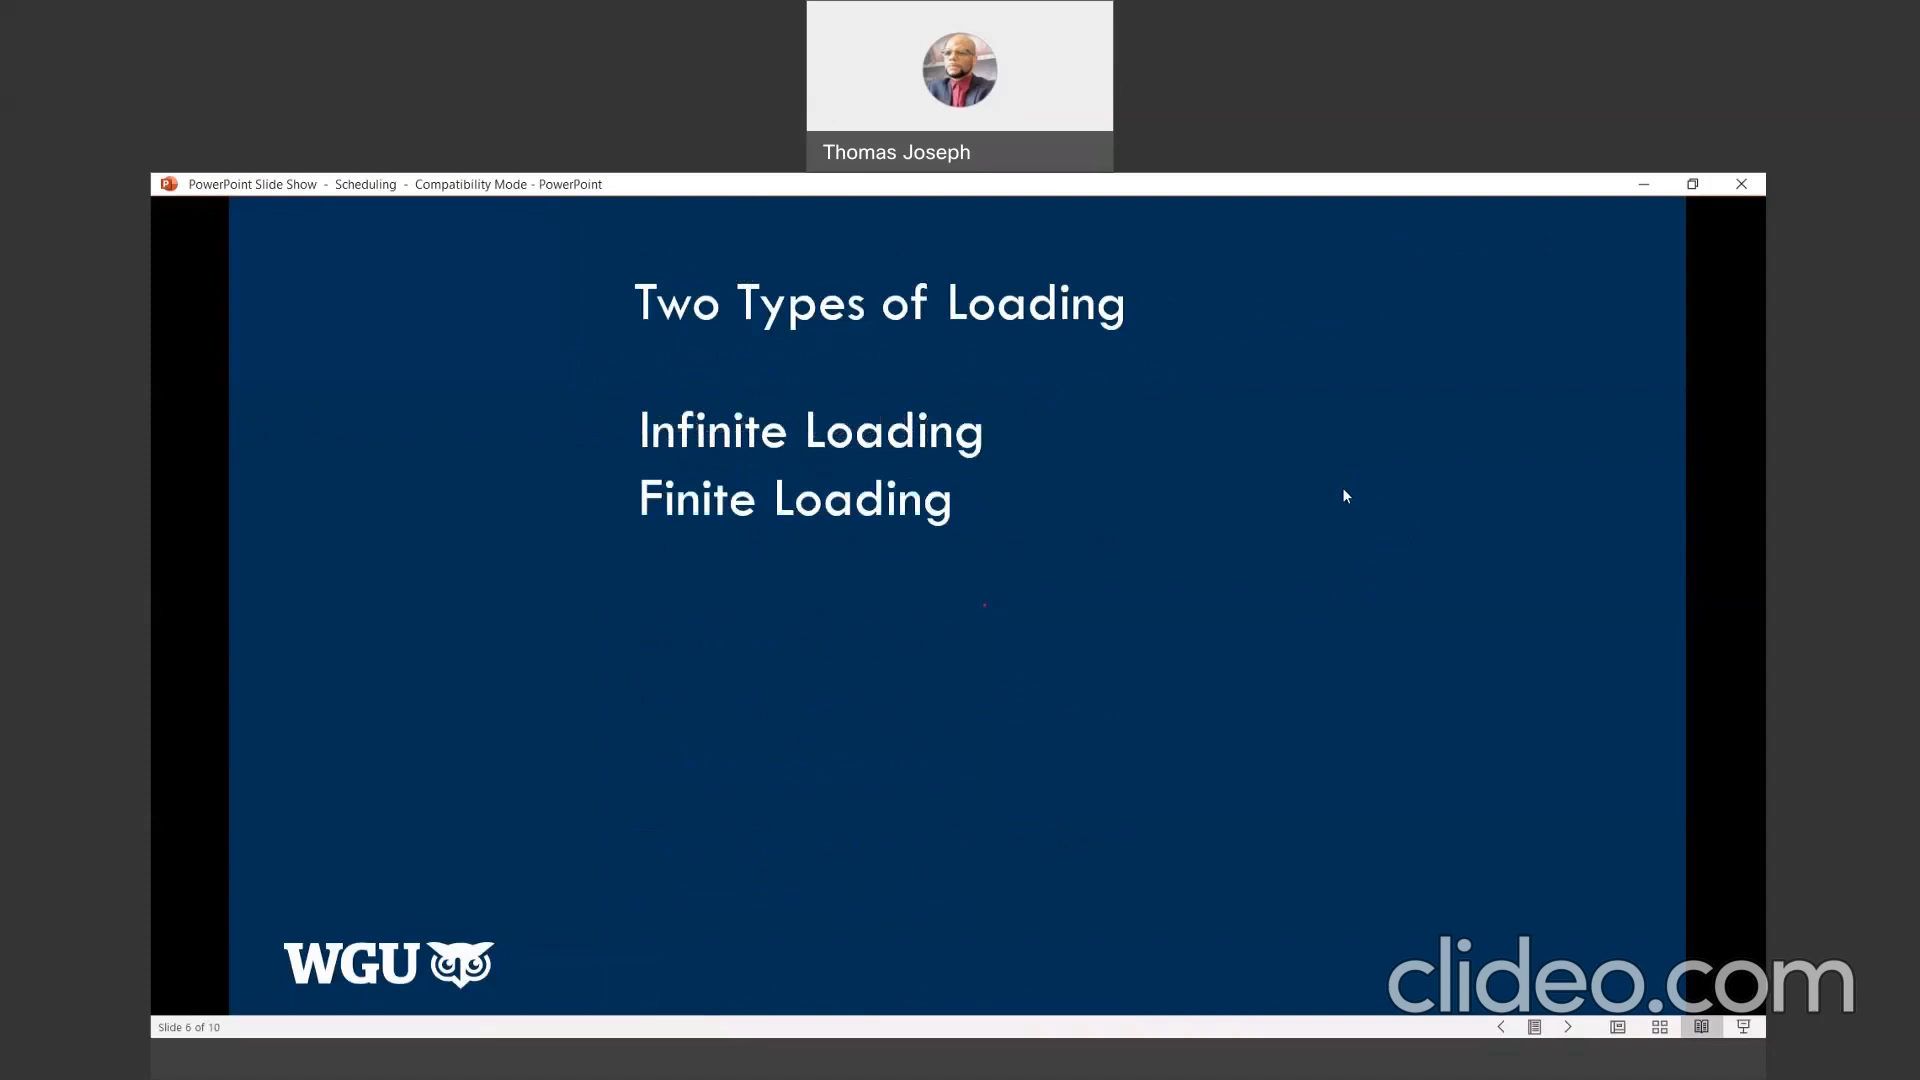 Thomas Joseph
PowerPoint Slide Show - Scheduling - Compatibility Mode - PowerPoint
Two Types of Loading
Infinite Loading
Finite Loading
WGU
clideo.com
Slide 6 of 10